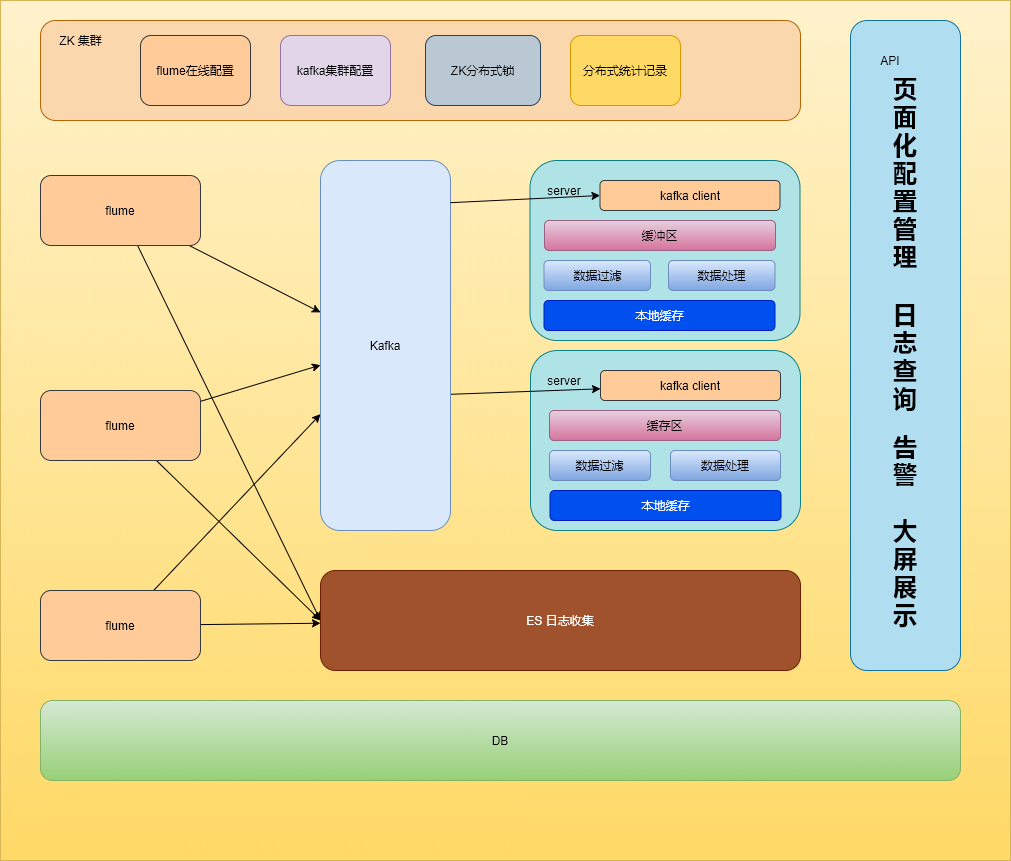 ZK 集群
flume在线配置
kafka集群配置
ZK分布式锁
分布式统计记录
flume
flume
flume
Kafka
server
kafka client
缓冲区
数据过滤
数据处理
本地缓存
server
kafka client
缓存区
数据过滤
数据处理
本地缓存
ES 日志收集
API
页面化配置管理
日志查询
告警
大屏展示
DB